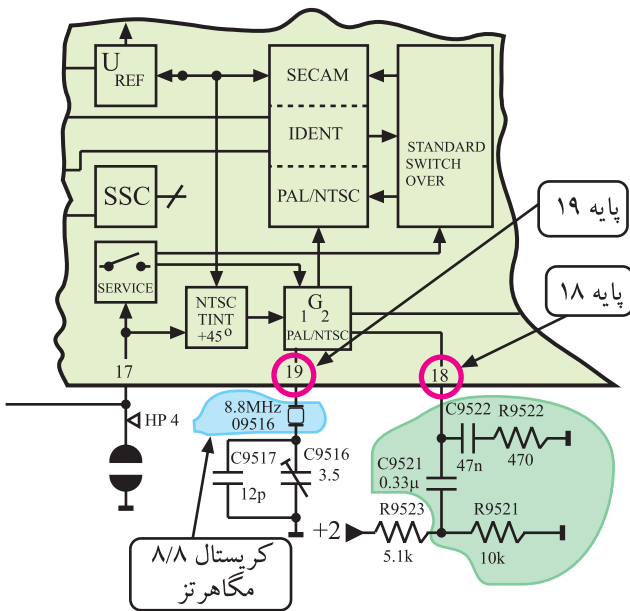 U REF
SECAM
IDENT
PAL/NTSC
STANDARD
SWITCH
OVER
SSC
SERVICE
NTSC
TINT
+45°
G
1 2
PAL/NTSC
پایه ۱۹
پایه ۱۸
17
19
18
HP 4
8.8MHz
09516
C9517
12p
C9516
3.5
C9522
47n
R9522
470
C9521
0.33µ
R9523
5.1k
R9521
10k
+2
کریستال ۸/۸
مگاهرتز